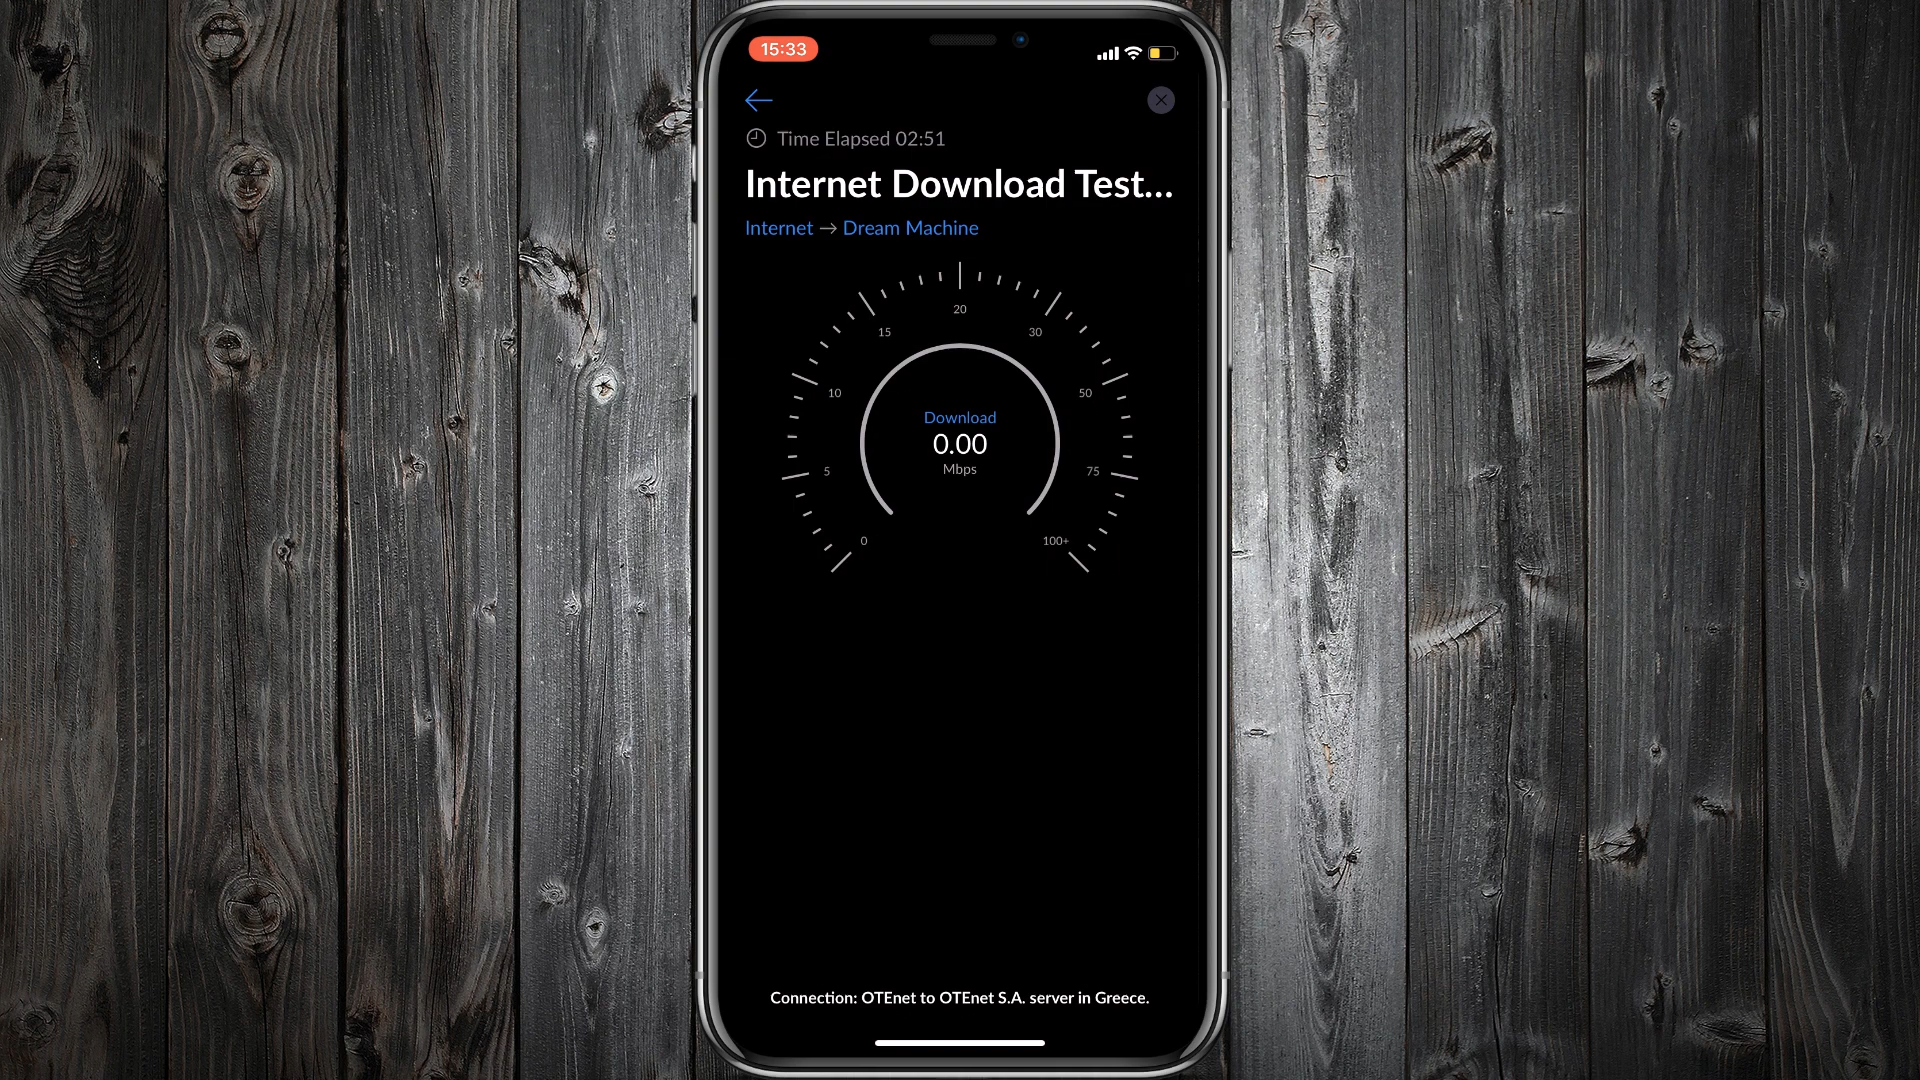 15:33
Time Elapsed 02:51
Internet Download Test...
Internet → Dream Machine
20
15
30
10
50
Download
0.00
Mbps
5
75
0
100+
Connection: OTEnet to OTEnet S.A. server in Greece.